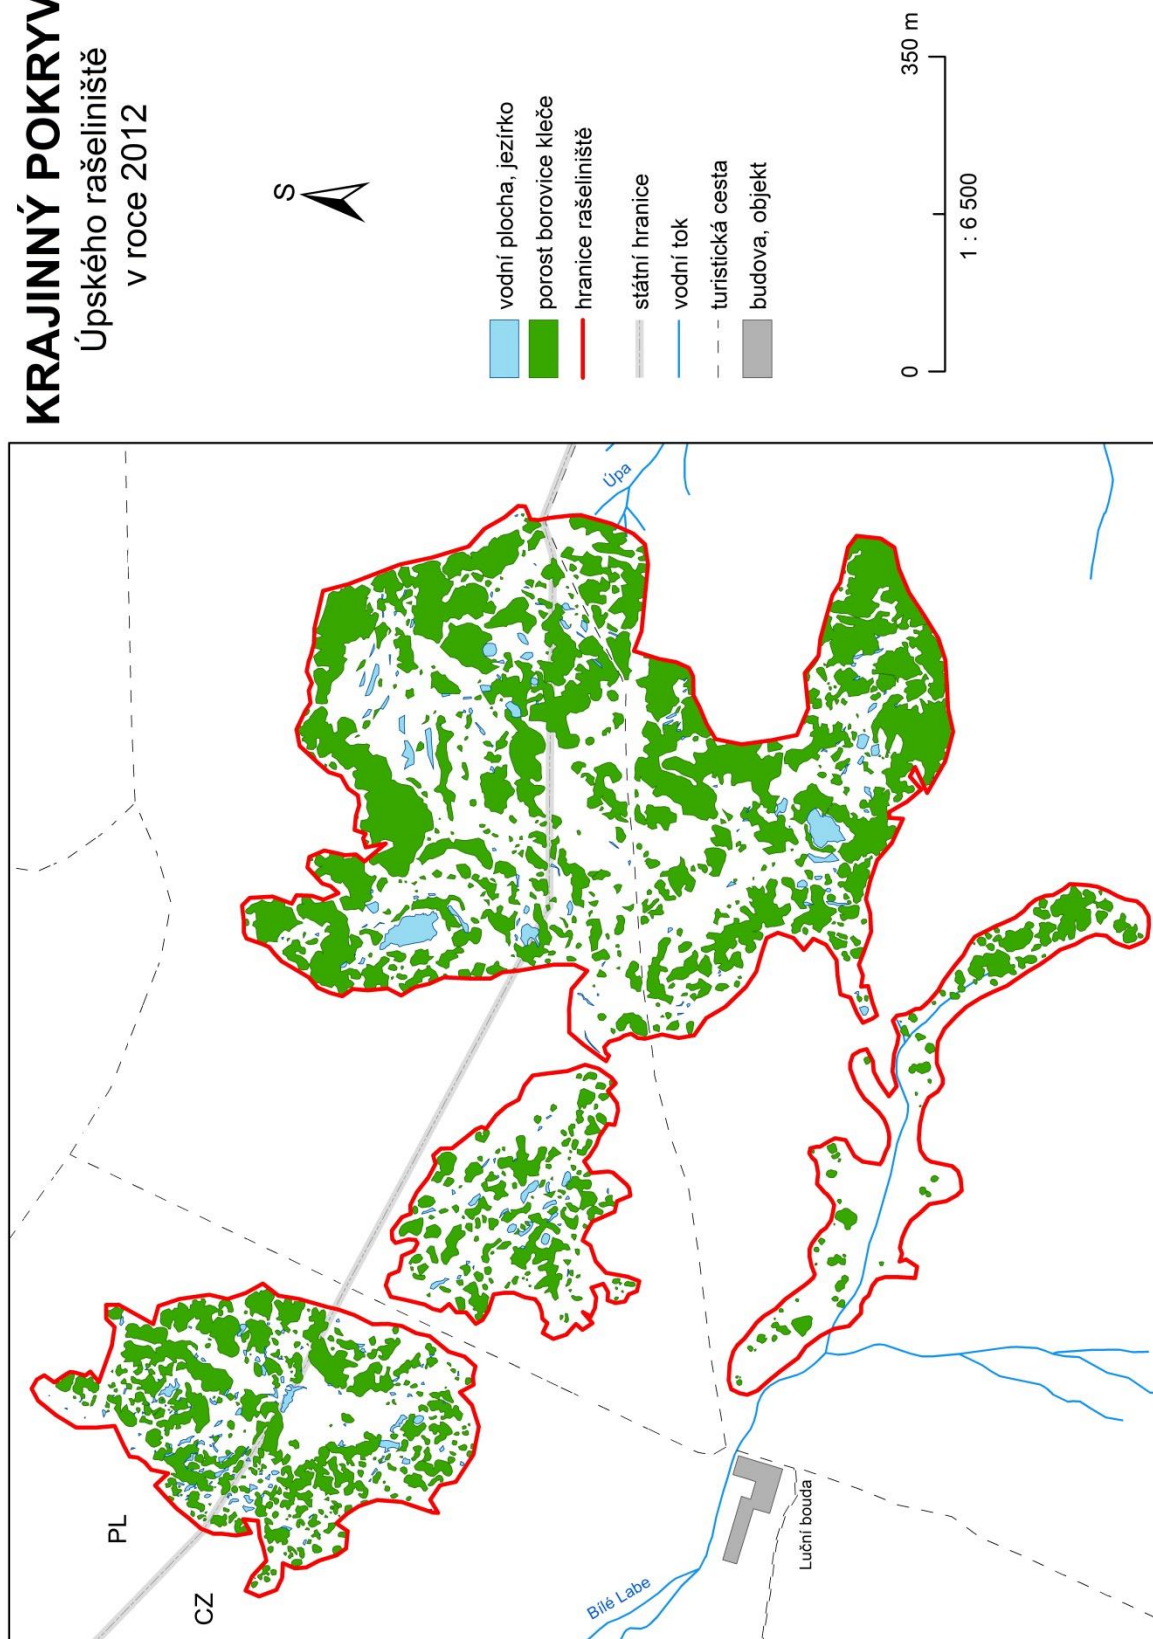 KRAJINNÝ POKRYV
Úpského rašeliniště
v roce 2012
S
vodní plocha, jezírko
porost borovice kleče
hranice rašeliniště
státní hranice
vodní tok
turistická cesta
budova, objekt
0
350 m
1 : 6 500
PL
CZ
Úpa
Bílé Labe
Luční bouda